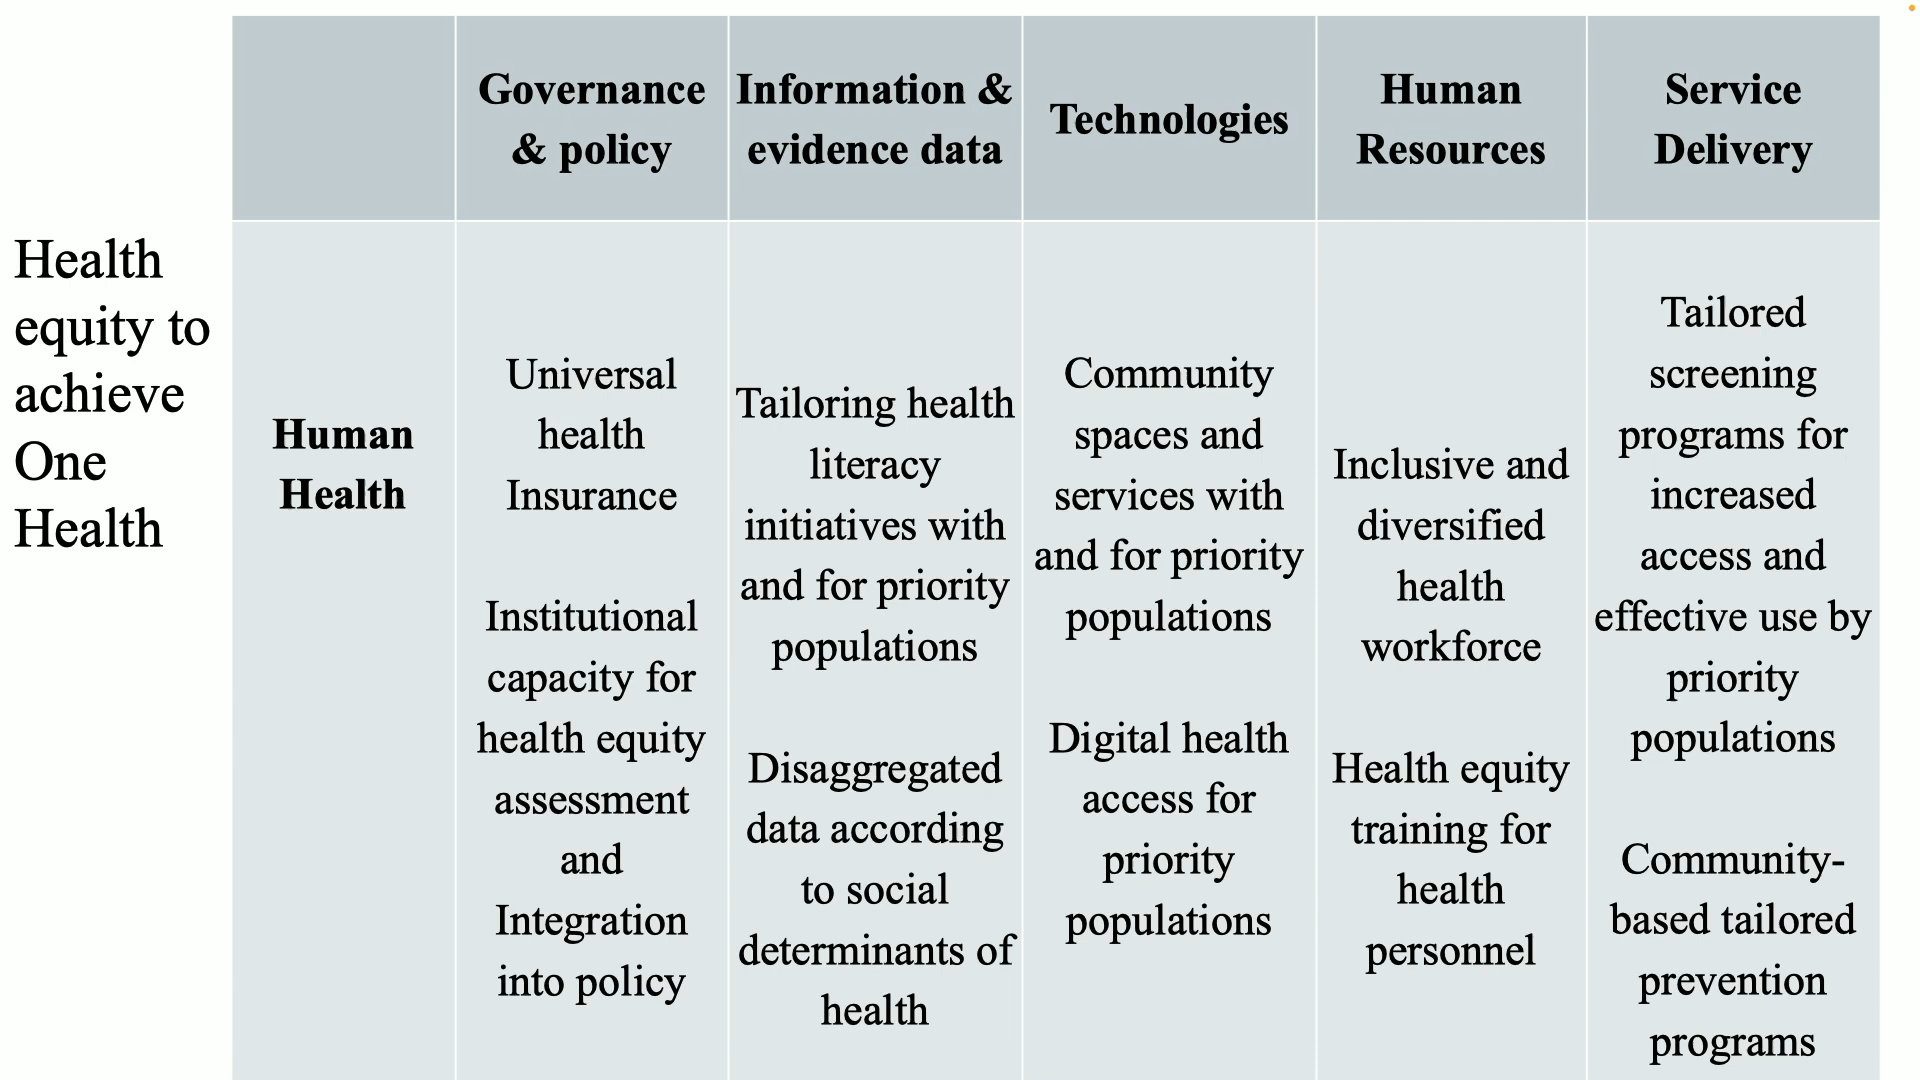 Health
equity to
achieve
One
Health
Governance
& policy
Information &
evidence data
Technologies
Human
Resources
Service
Delivery
Human
Health
Universal
health
Insurance
Institutional
capacity for
health equity
assessment
and
Integration
into policy
Tailoring health
literacy
initiatives with
and for priority
populations
Disaggregated
data according
to social
determinants of
health
Community
spaces and
services with
and for priority
populations
Digital health
access for
priority
populations
Inclusive and
diversified
health
workforce
Health equity
training for
health
personnel
Tailored
screening
programs for
increased
access and
effective use by
priority
populations
Community-
based tailored
prevention
programs